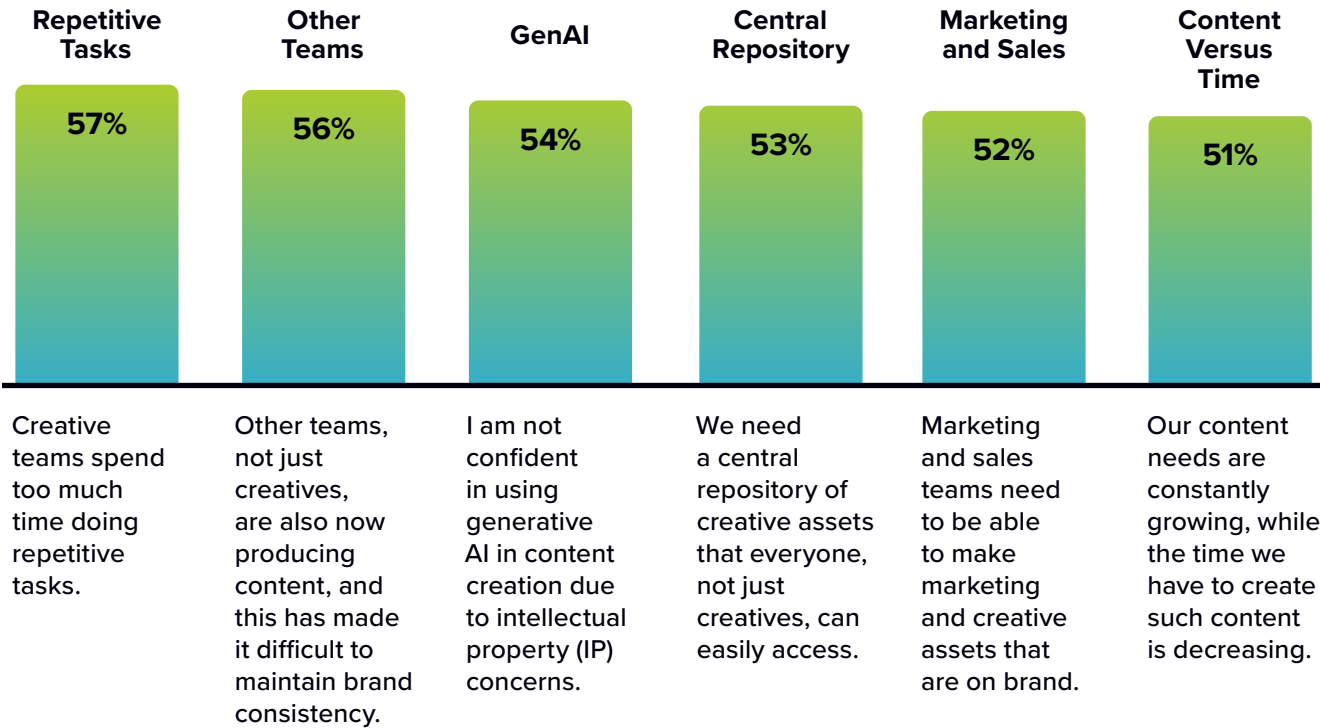 Repetitive
Tasks
Other
Teams
GenAI
Central
Repository
Marketing
and Sales
Content
Versus
Time
57%
56%
54%
53%
52%
51%
Creative
teams spend
too much
time doing
repetitive
tasks.
Other teams,
not just
creatives,
are also now
producing
content, and
this has made
it difficult to
maintain brand
consistency.
I am not
confident
in using
generative
AI in content
creation due
to intellectual
property (IP)
concerns.
We need
a central
repository of
creative assets
that everyone,
not just
creatives, can
easily access.
Marketing
and sales
teams need
to be able
to make
marketing
and creative
assets that
are on brand.
Our content
needs are
constantly
growing, while
the time we
have to create
such content
is decreasing.